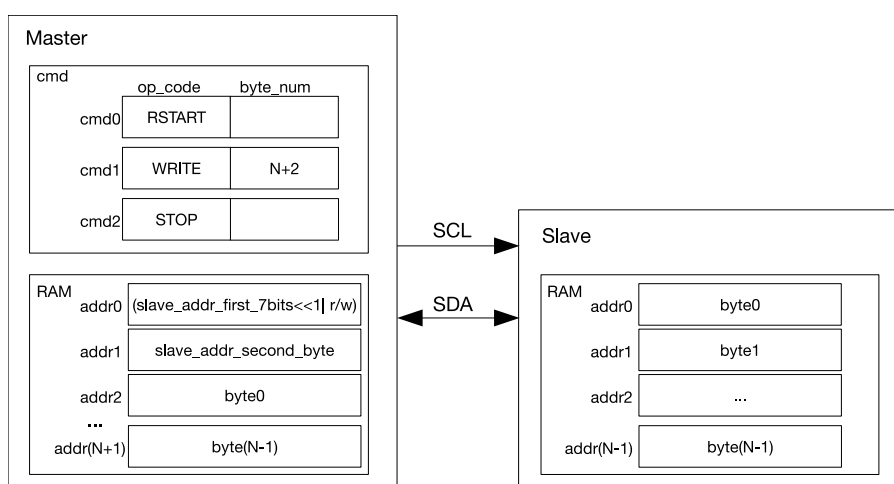 Master
cmd
op_code byte_num
cmd0 RSTART
cmd1 WRITE N+2
cmd2 STOP
RAM
addr0 (slave_addr_first_7bits<<1| r/w)
addr1 slave_addr_second_byte
addr2 byte0
...
addr(N+1) byte(N-1)
SCL
SDA
Slave
RAM
addr0 byte0
addr1 byte1
addr2 ...
addr(N-1) byte(N-1)